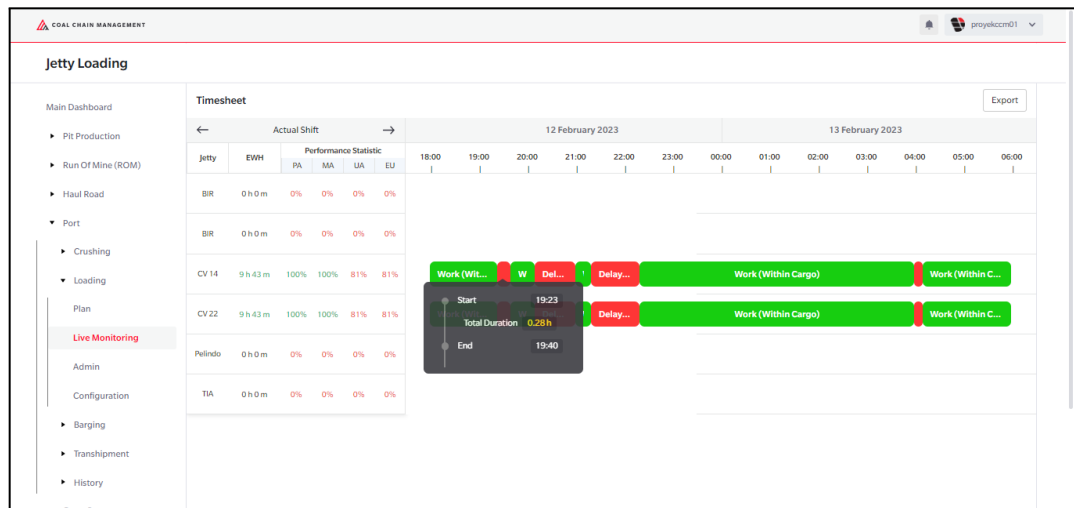 COAL CHAIN MANAGEMENT
proyekccm01
Jetty Loading
Main Dashboard
Pit Production
Run Of Mine (ROM)
Haul Road
Port
Crushing
Loading
Plan
Live Monitoring
Admin
Configuration
Barging
Transhipment
History
Timesheet
Export
← Actual Shift → 12 February 2023 13 February 2023
Jetty EWH Performance Statistic 18:00 19:00 20:00 21:00 22:00 23:00 00:00 01:00 02:00 03:00 04:00 05:00 06:00
PA MA UA EU
BIR 0 h 0 m 0% 0% 0% 0%
BIR 0 h 0 m 0% 0% 0% 0%
CV 14 9 h 43 m 100% 100% 81% 81% Work (Wit... W Del... Delay... Work (Within Cargo) Work (Within C...
CV 22 9 h 43 m 100% 100% 81% 81% Delay... Work (Within Cargo) Work (Within C...
Pelindo 0 h 0 m 0% 0% 0% 0%
TIA 0 h 0 m 0% 0% 0% 0%
Start 19:23
Total Duration 0.28 h
End 19:40